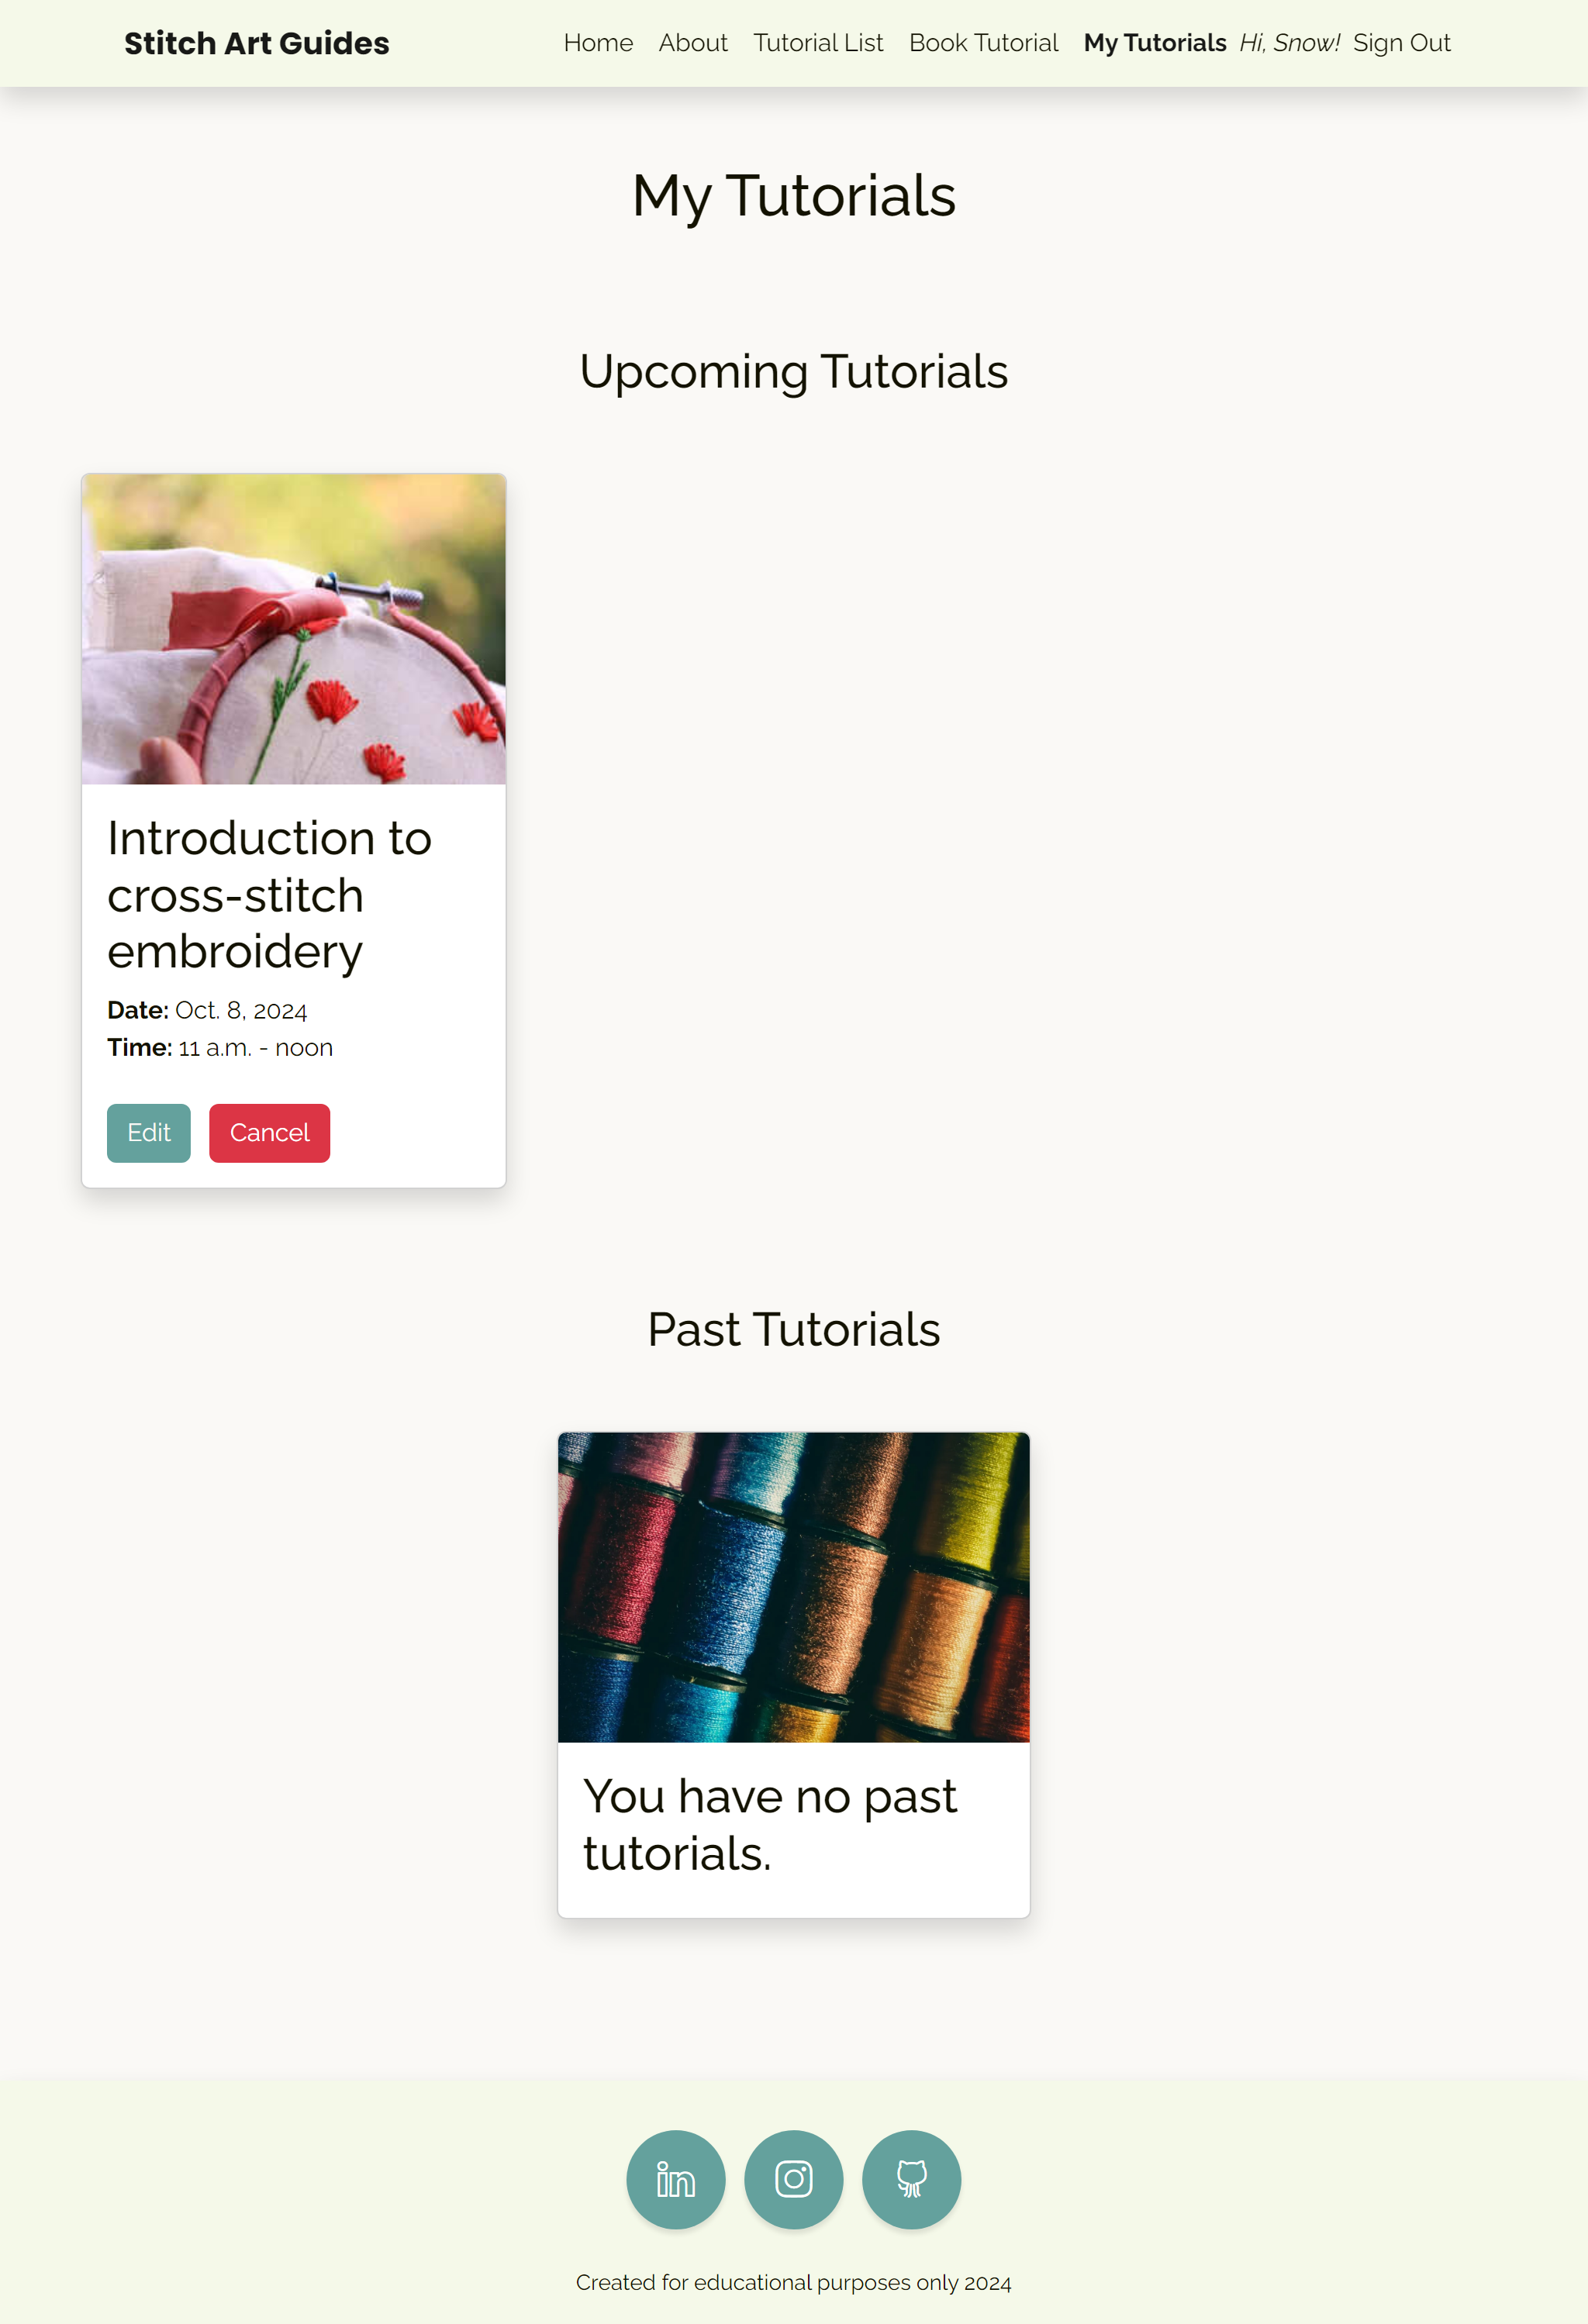 Stitch Art Guides Home About Tutorial List Book Tutorial My Tutorials Hi, Snow! Sign Out
My Tutorials
Upcoming Tutorials
Introduction to
cross-stitch
embroidery
Date: Oct. 8, 2024
Time: 11 a.m. - noon
Edit Cancel
Past Tutorials
You have no past
tutorials.
in
Created for educational purposes only 2024